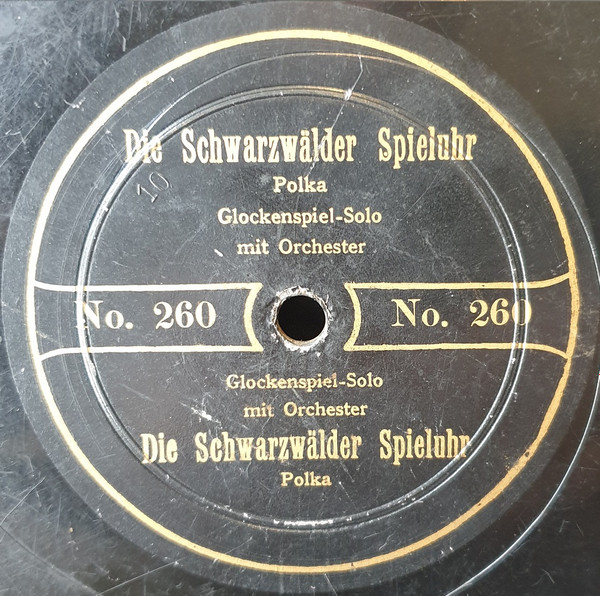 Die Schwarzwälder Spieluhr
Polka
10
Glockenspiel-Solo
mit Orchester
No. 260 No. 260
Glockenspiel-Solo
mit Orchester
Die Schwarzwälder Spieluhr
Polka